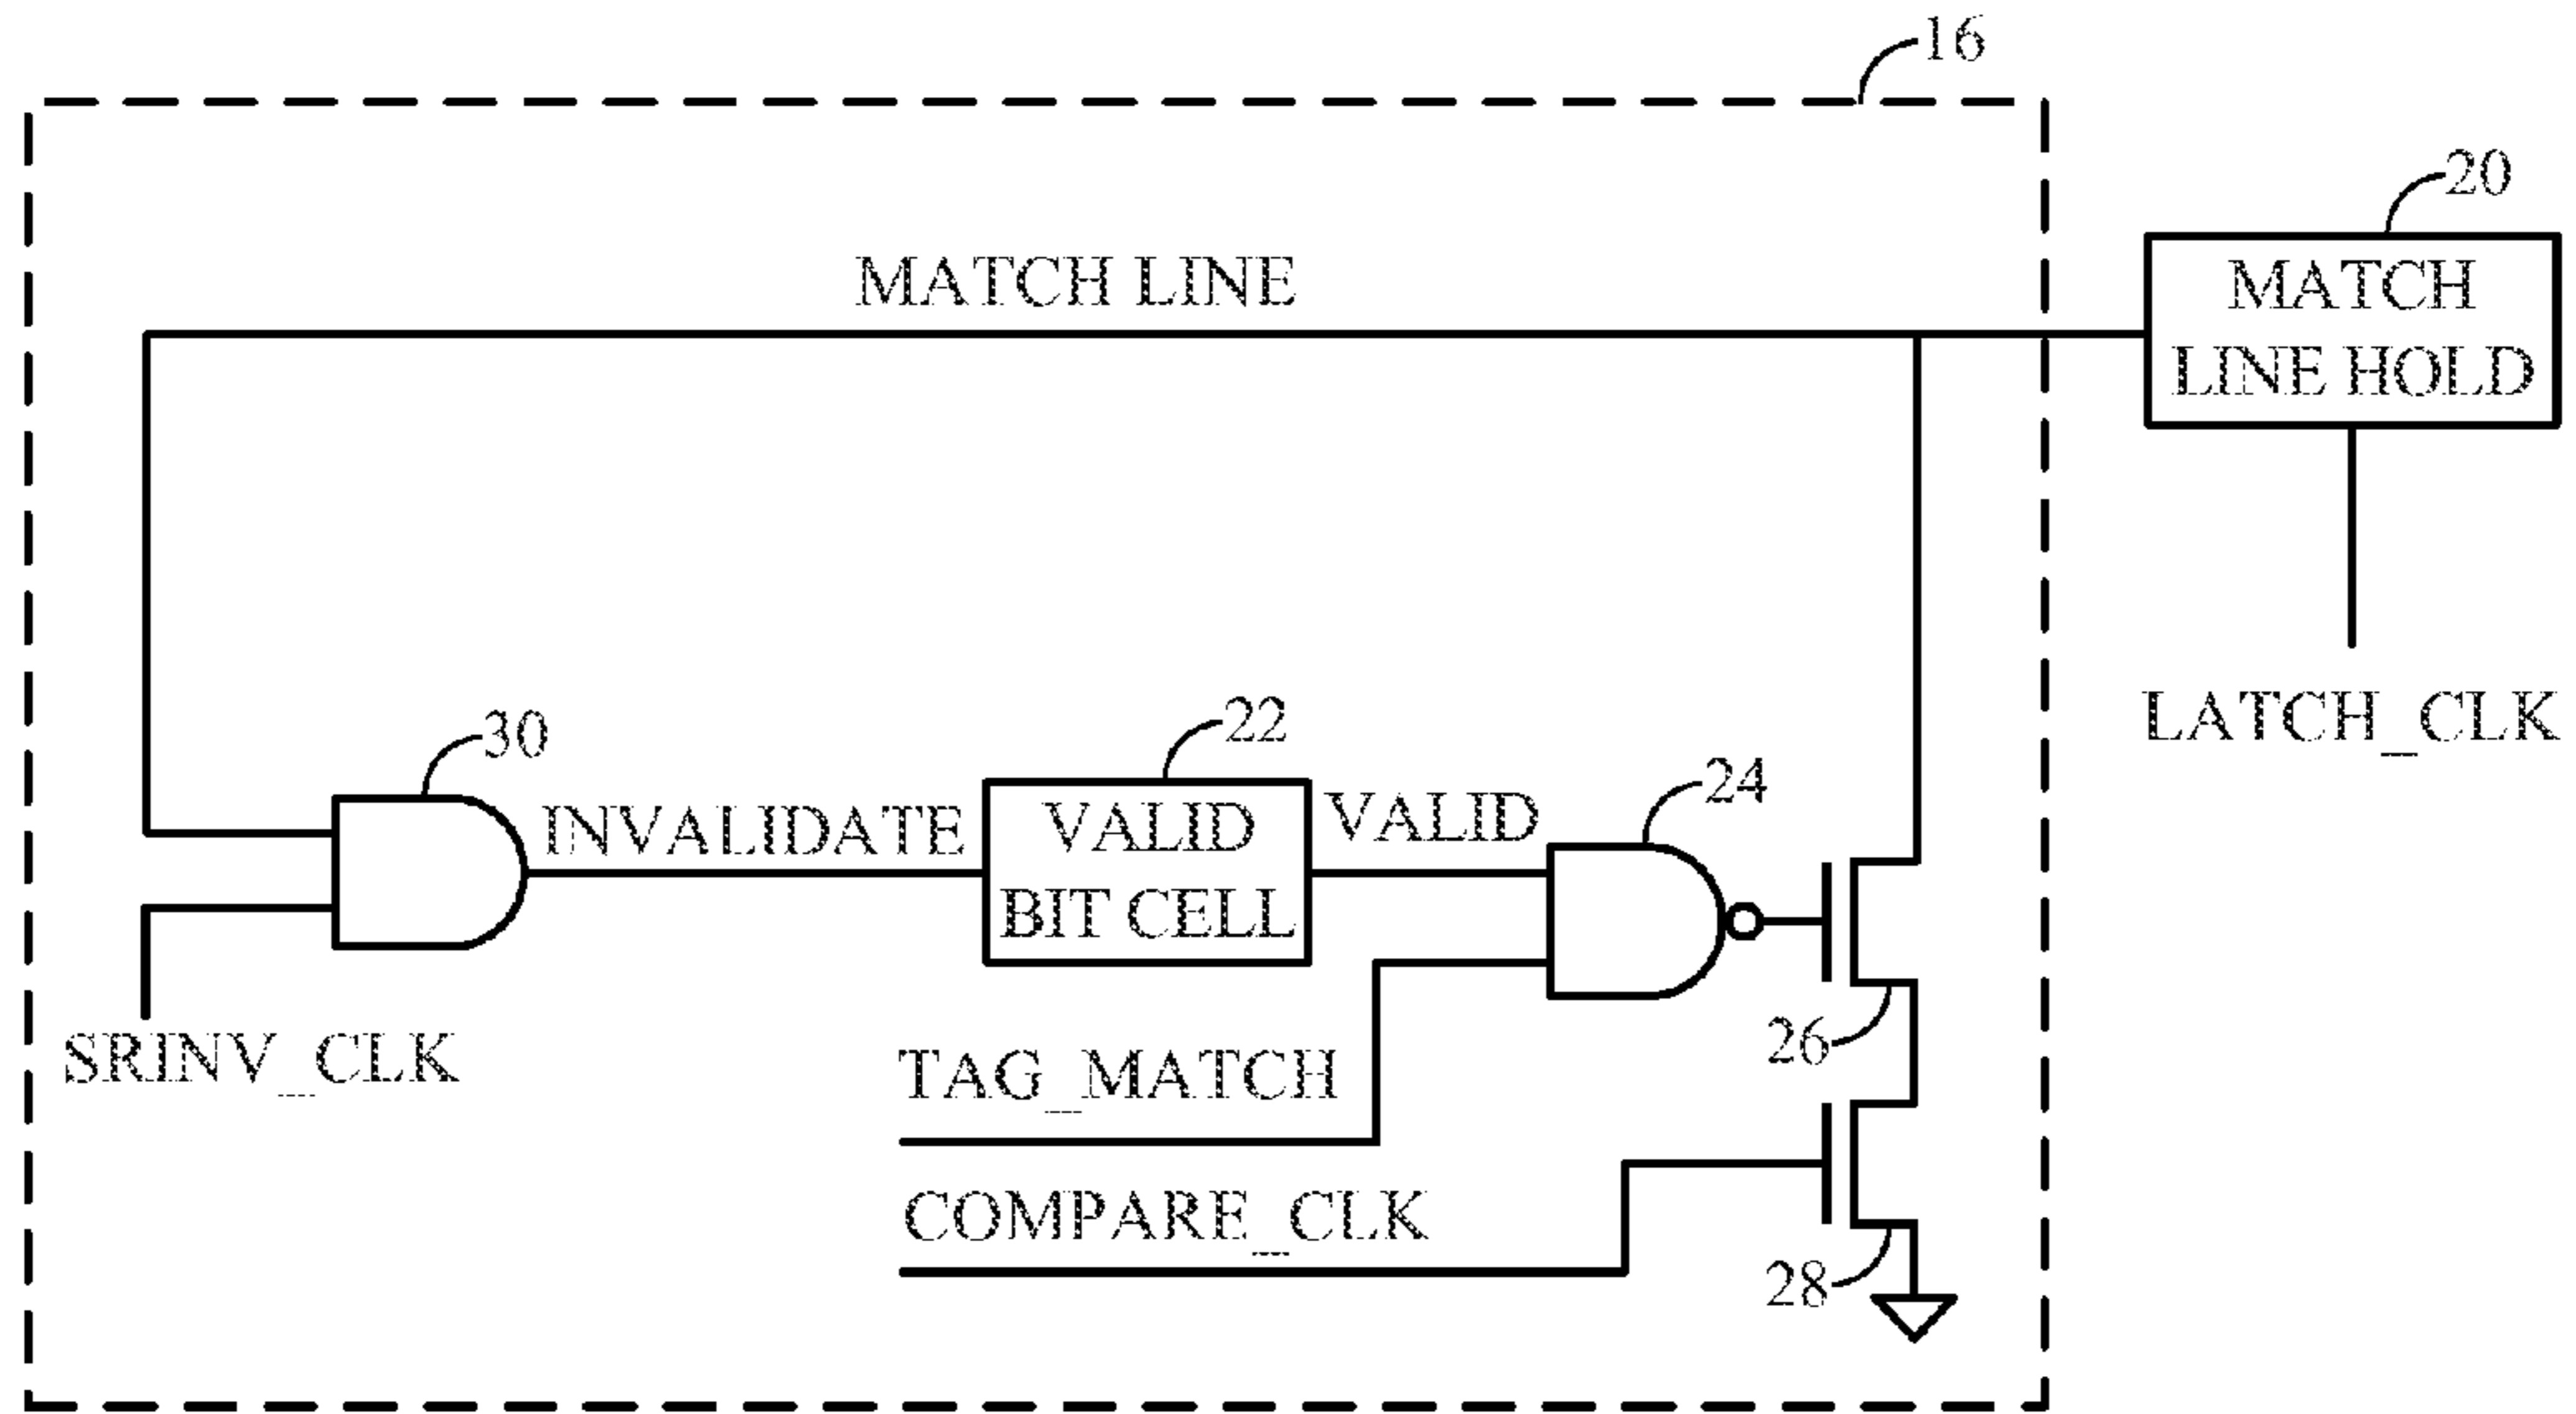 16
20
MATCH LINE
MATCH
LINE HOLD
LATCH_CLK
30
22
24
INVALIDATE
VALID
BIT CELL
VALID
SRINV_CLK
TAG_MATCH
26
COMPARE_CLK
28